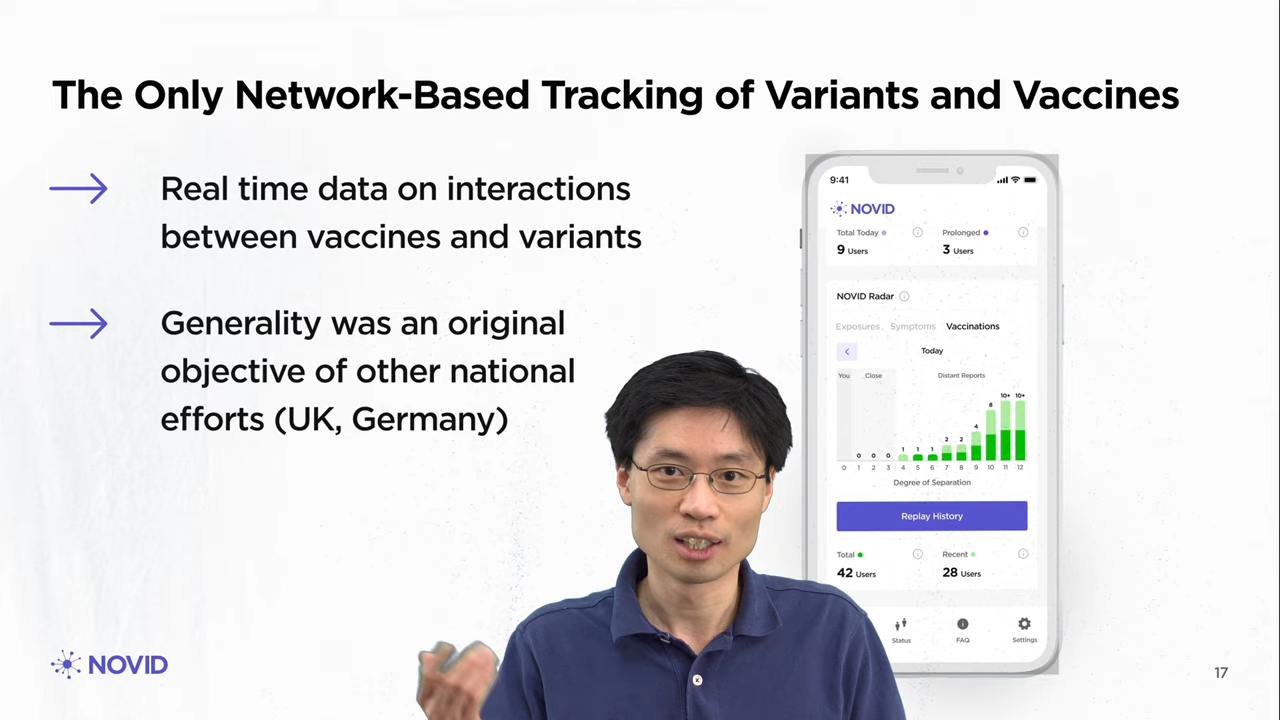 The Only Network-Based Tracking of Variants and Vaccines
Real time data on interactions
between vaccines and variants
Generality was an original
objective of other national
efforts (UK, Germany)
9:41
NOVID
Total Today
Prolonged
9 Users
3 Users
NOVID Radar
Exposures
Symptoms
Vaccinations
Today
You
Close
Distant Reports
0 0 0 1 1 1 2 2 4 8 10+ 10+
0 1 2 3 4 5 6 7 8 9 10 11 12
Degree of Separation
Replay History
Total
Recent
42 Users
28 Users
Status
FAQ
Settings
NOVID
17